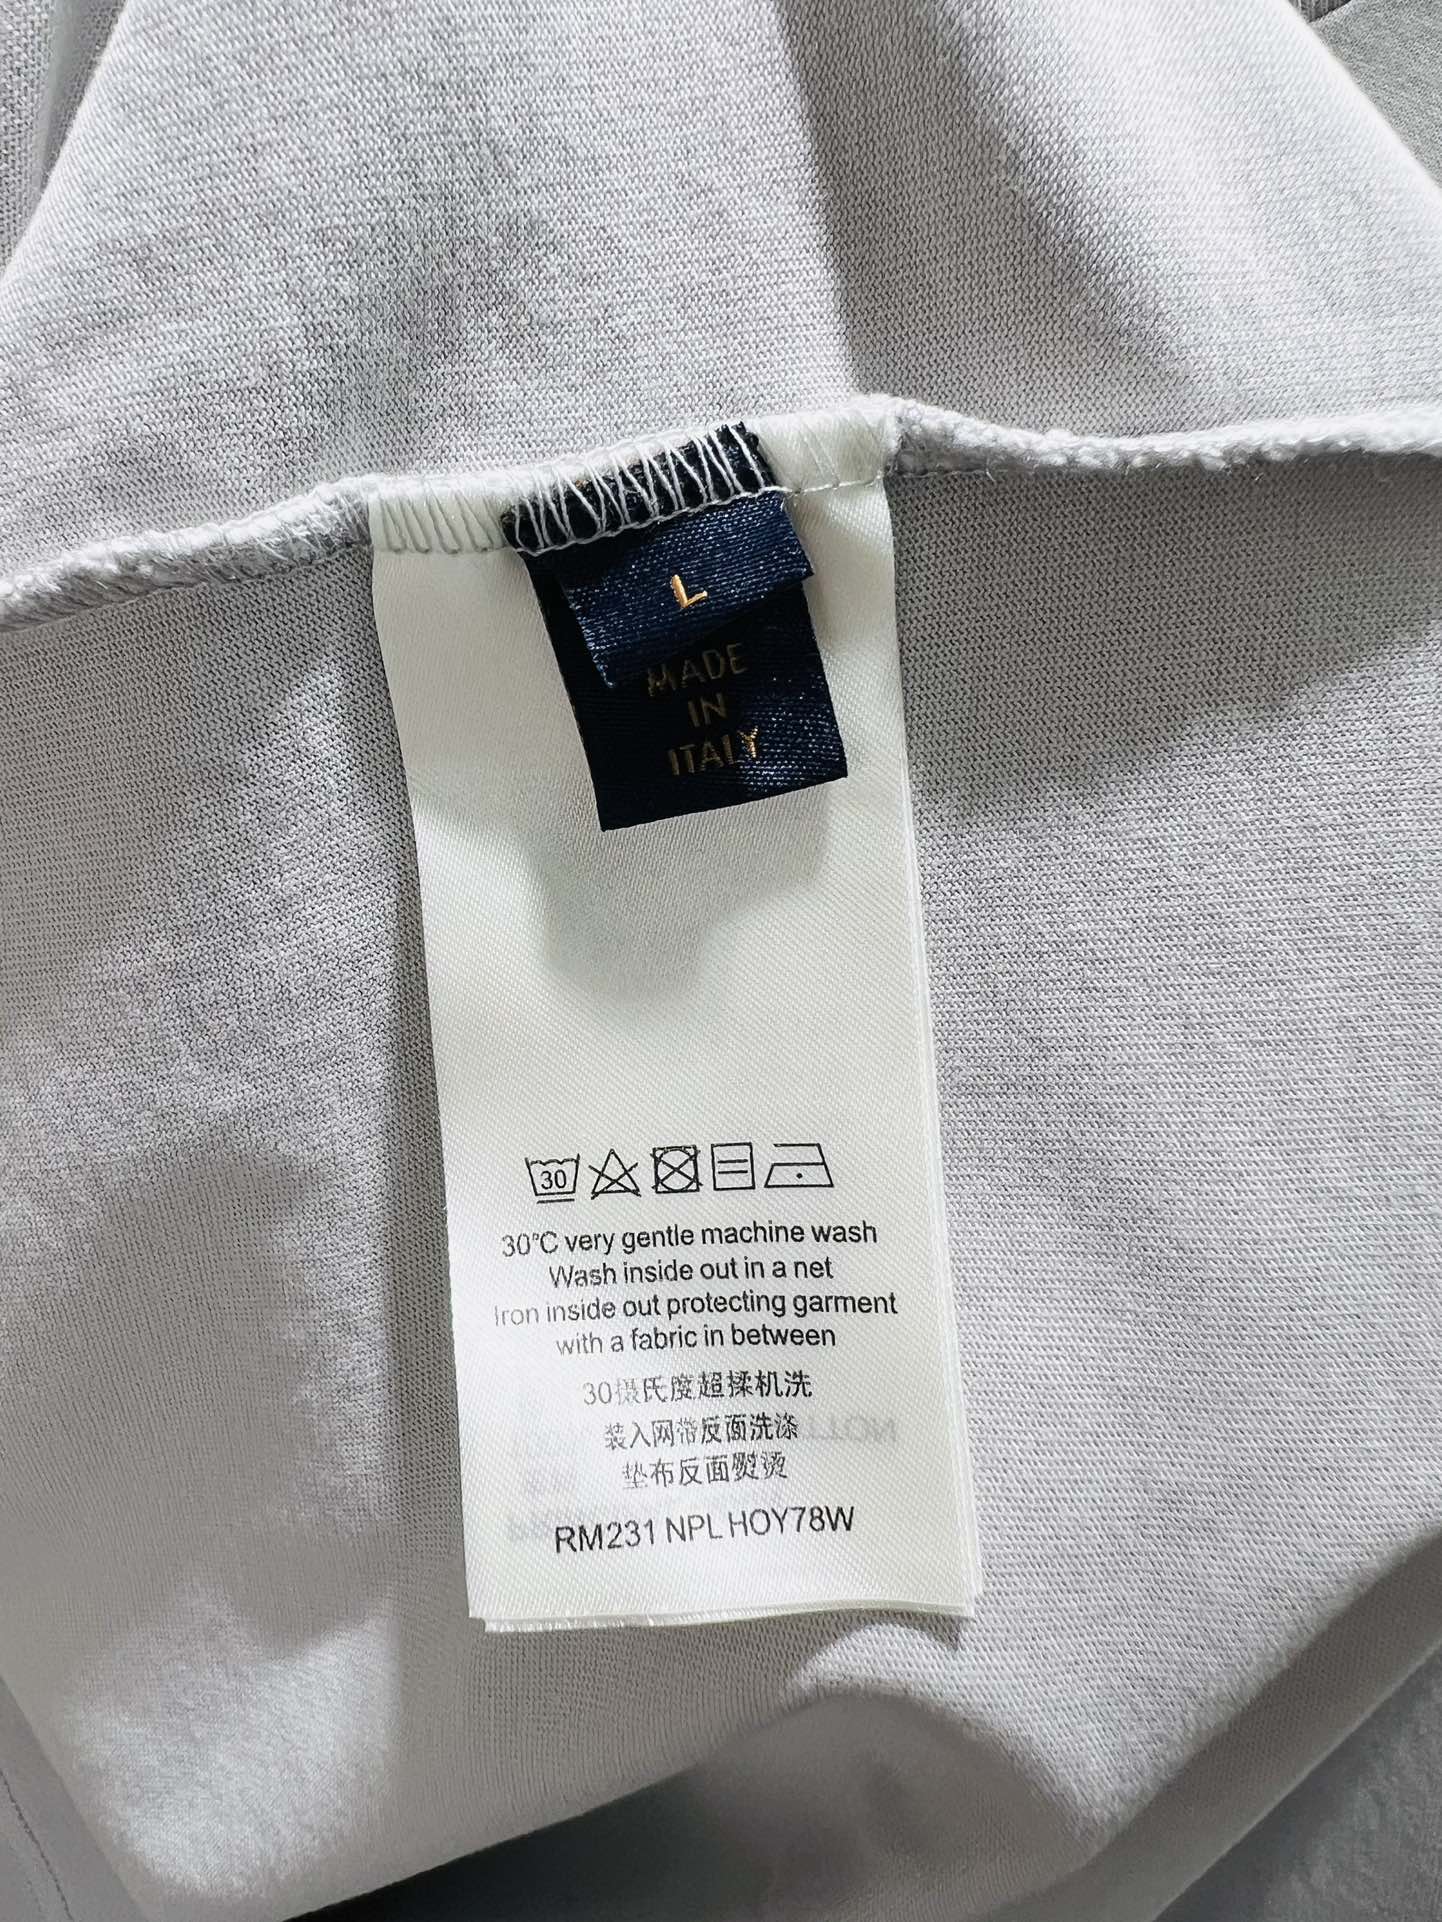 L
MADE
IN
ITALY
30
30°C very gentle machine wash
Wash inside out in a net
Iron inside out protecting garment
with a fabric in between
30摄氏度超揉机洗
装入网带反面洗涤
垫布反面熨烫
RM231 NPL HOY78W